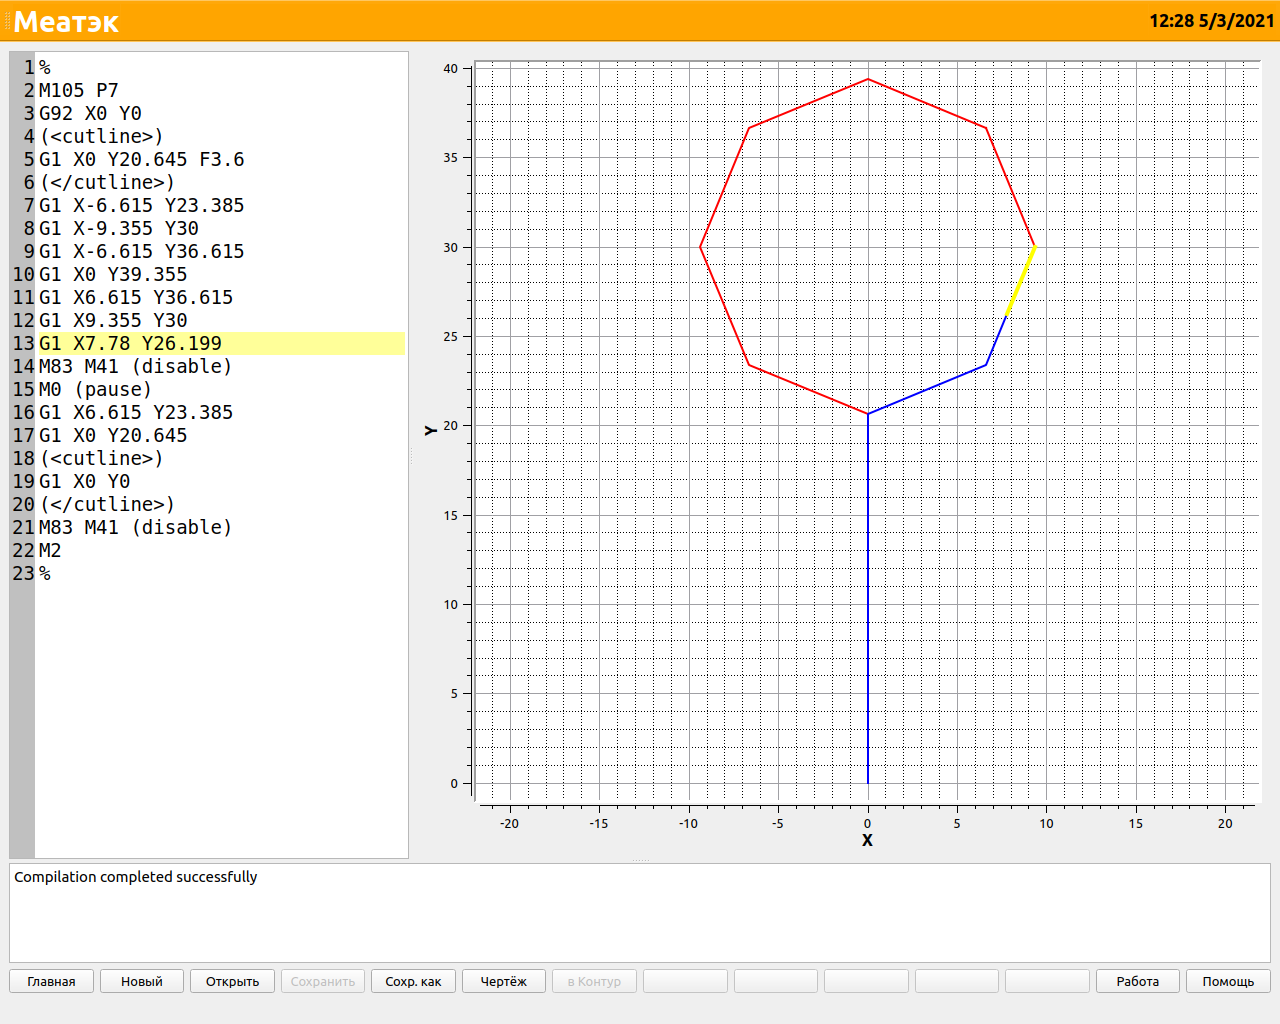 Меатэк
12:28 5/3/2021
1 %
2 M105 P7
3 G92 X0 Y0
4 (<cutline>)
5 G1 X0 Y20.645 F3.6
6 (</cutline>)
7 G1 X-6.615 Y23.385
8 G1 X-9.355 Y30
9 G1 X-6.615 Y36.615
10 G1 X0 Y39.355
11 G1 X6.615 Y36.615
12 G1 X9.355 Y30
13 G1 X7.78 Y26.199
14 M83 M41 (disable)
15 M0 (pause)
16 G1 X6.615 Y23.385
17 G1 X0 Y20.645
18 (<cutline>)
19 G1 X0 Y0
20 (</cutline>)
21 M83 M41 (disable)
22 M2
23 %
40
35
30
25
Y
20
15
10
5
0
-20 -15 -10 -5 0 5 10 15 20
X
Compilation completed successfully
Главная Новый Открыть Сохранить Сохр. как Чертёж в Контур Работа Помощь